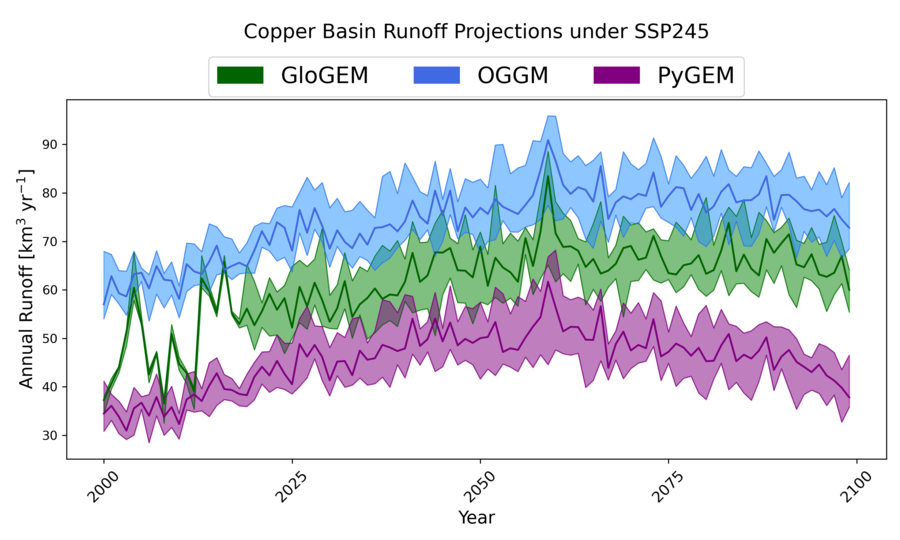 Copper Basin Runoff Projections under SSP245
GloGEM OGGM PyGEM
Annual Runoff [km³ yr⁻¹]
90
80
70
60
50
40
30
2000 2025 2050 2075 2100
Year